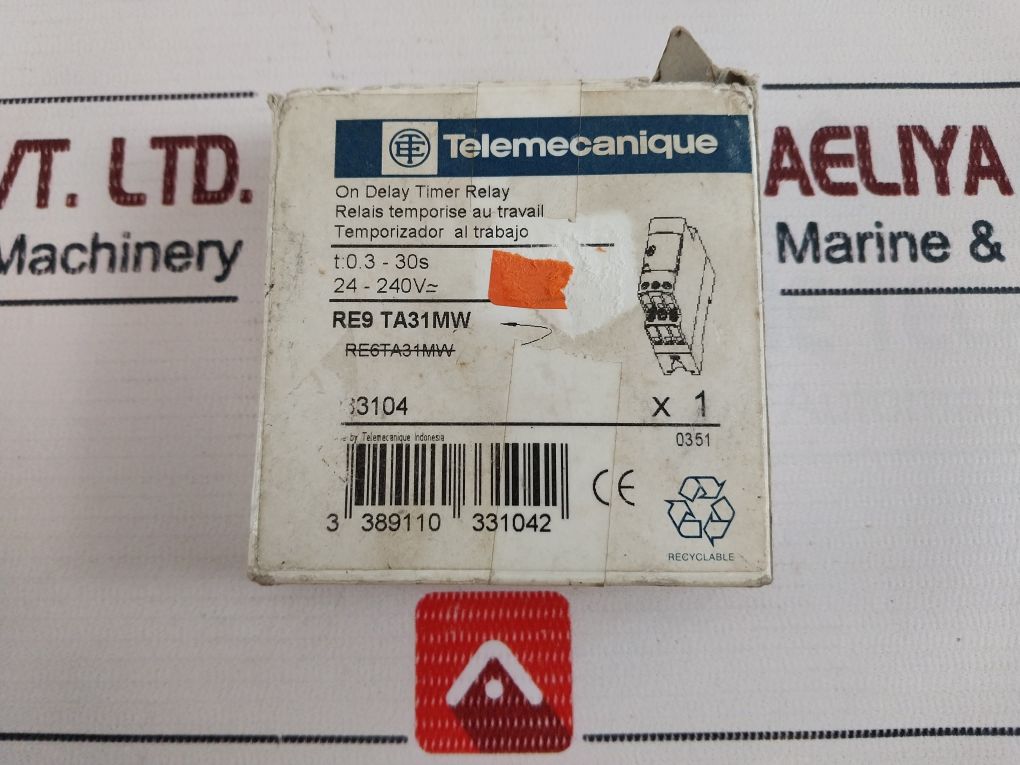 VT. LTD.
Machinery
AELIYA
Marine &
Telemecanique
On Delay Timer Relay
Relais temporise au travail
Temporizador al trabajo
t:0.3 - 30s
24 - 240V≂
RE9 TA31MW
RE6TA31MW
33104
x 1
by Telemecanique Indonesia
0351
3 389110 331042
CE
RECYCLABLE